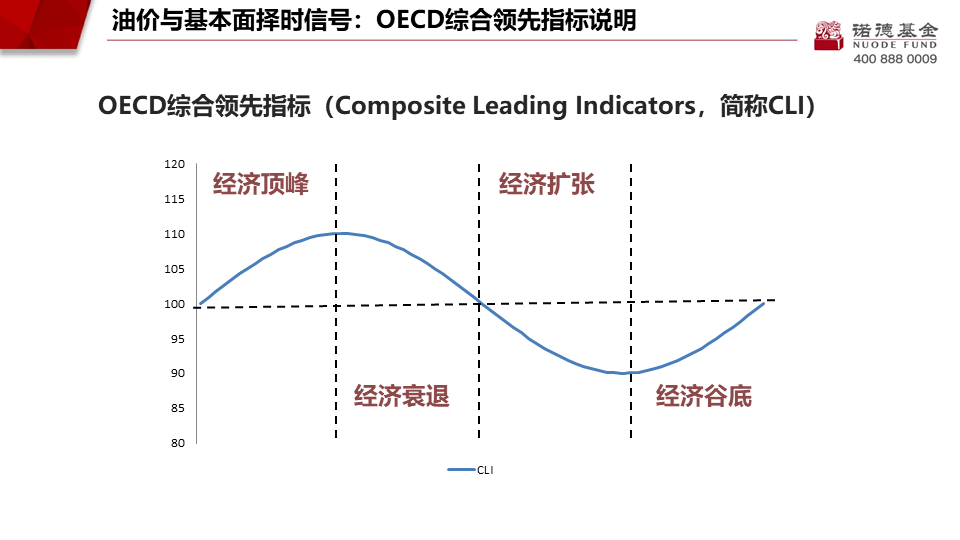 油价与基本面择时信号：OECD综合领先指标说明
诺德基金
NUODE FUND
400 888 0009
OECD综合领先指标（Composite Leading Indicators，简称CLI）
120
115
110
105
100
95
90
85
80
经济顶峰
经济扩张
经济衰退
经济谷底
CLI